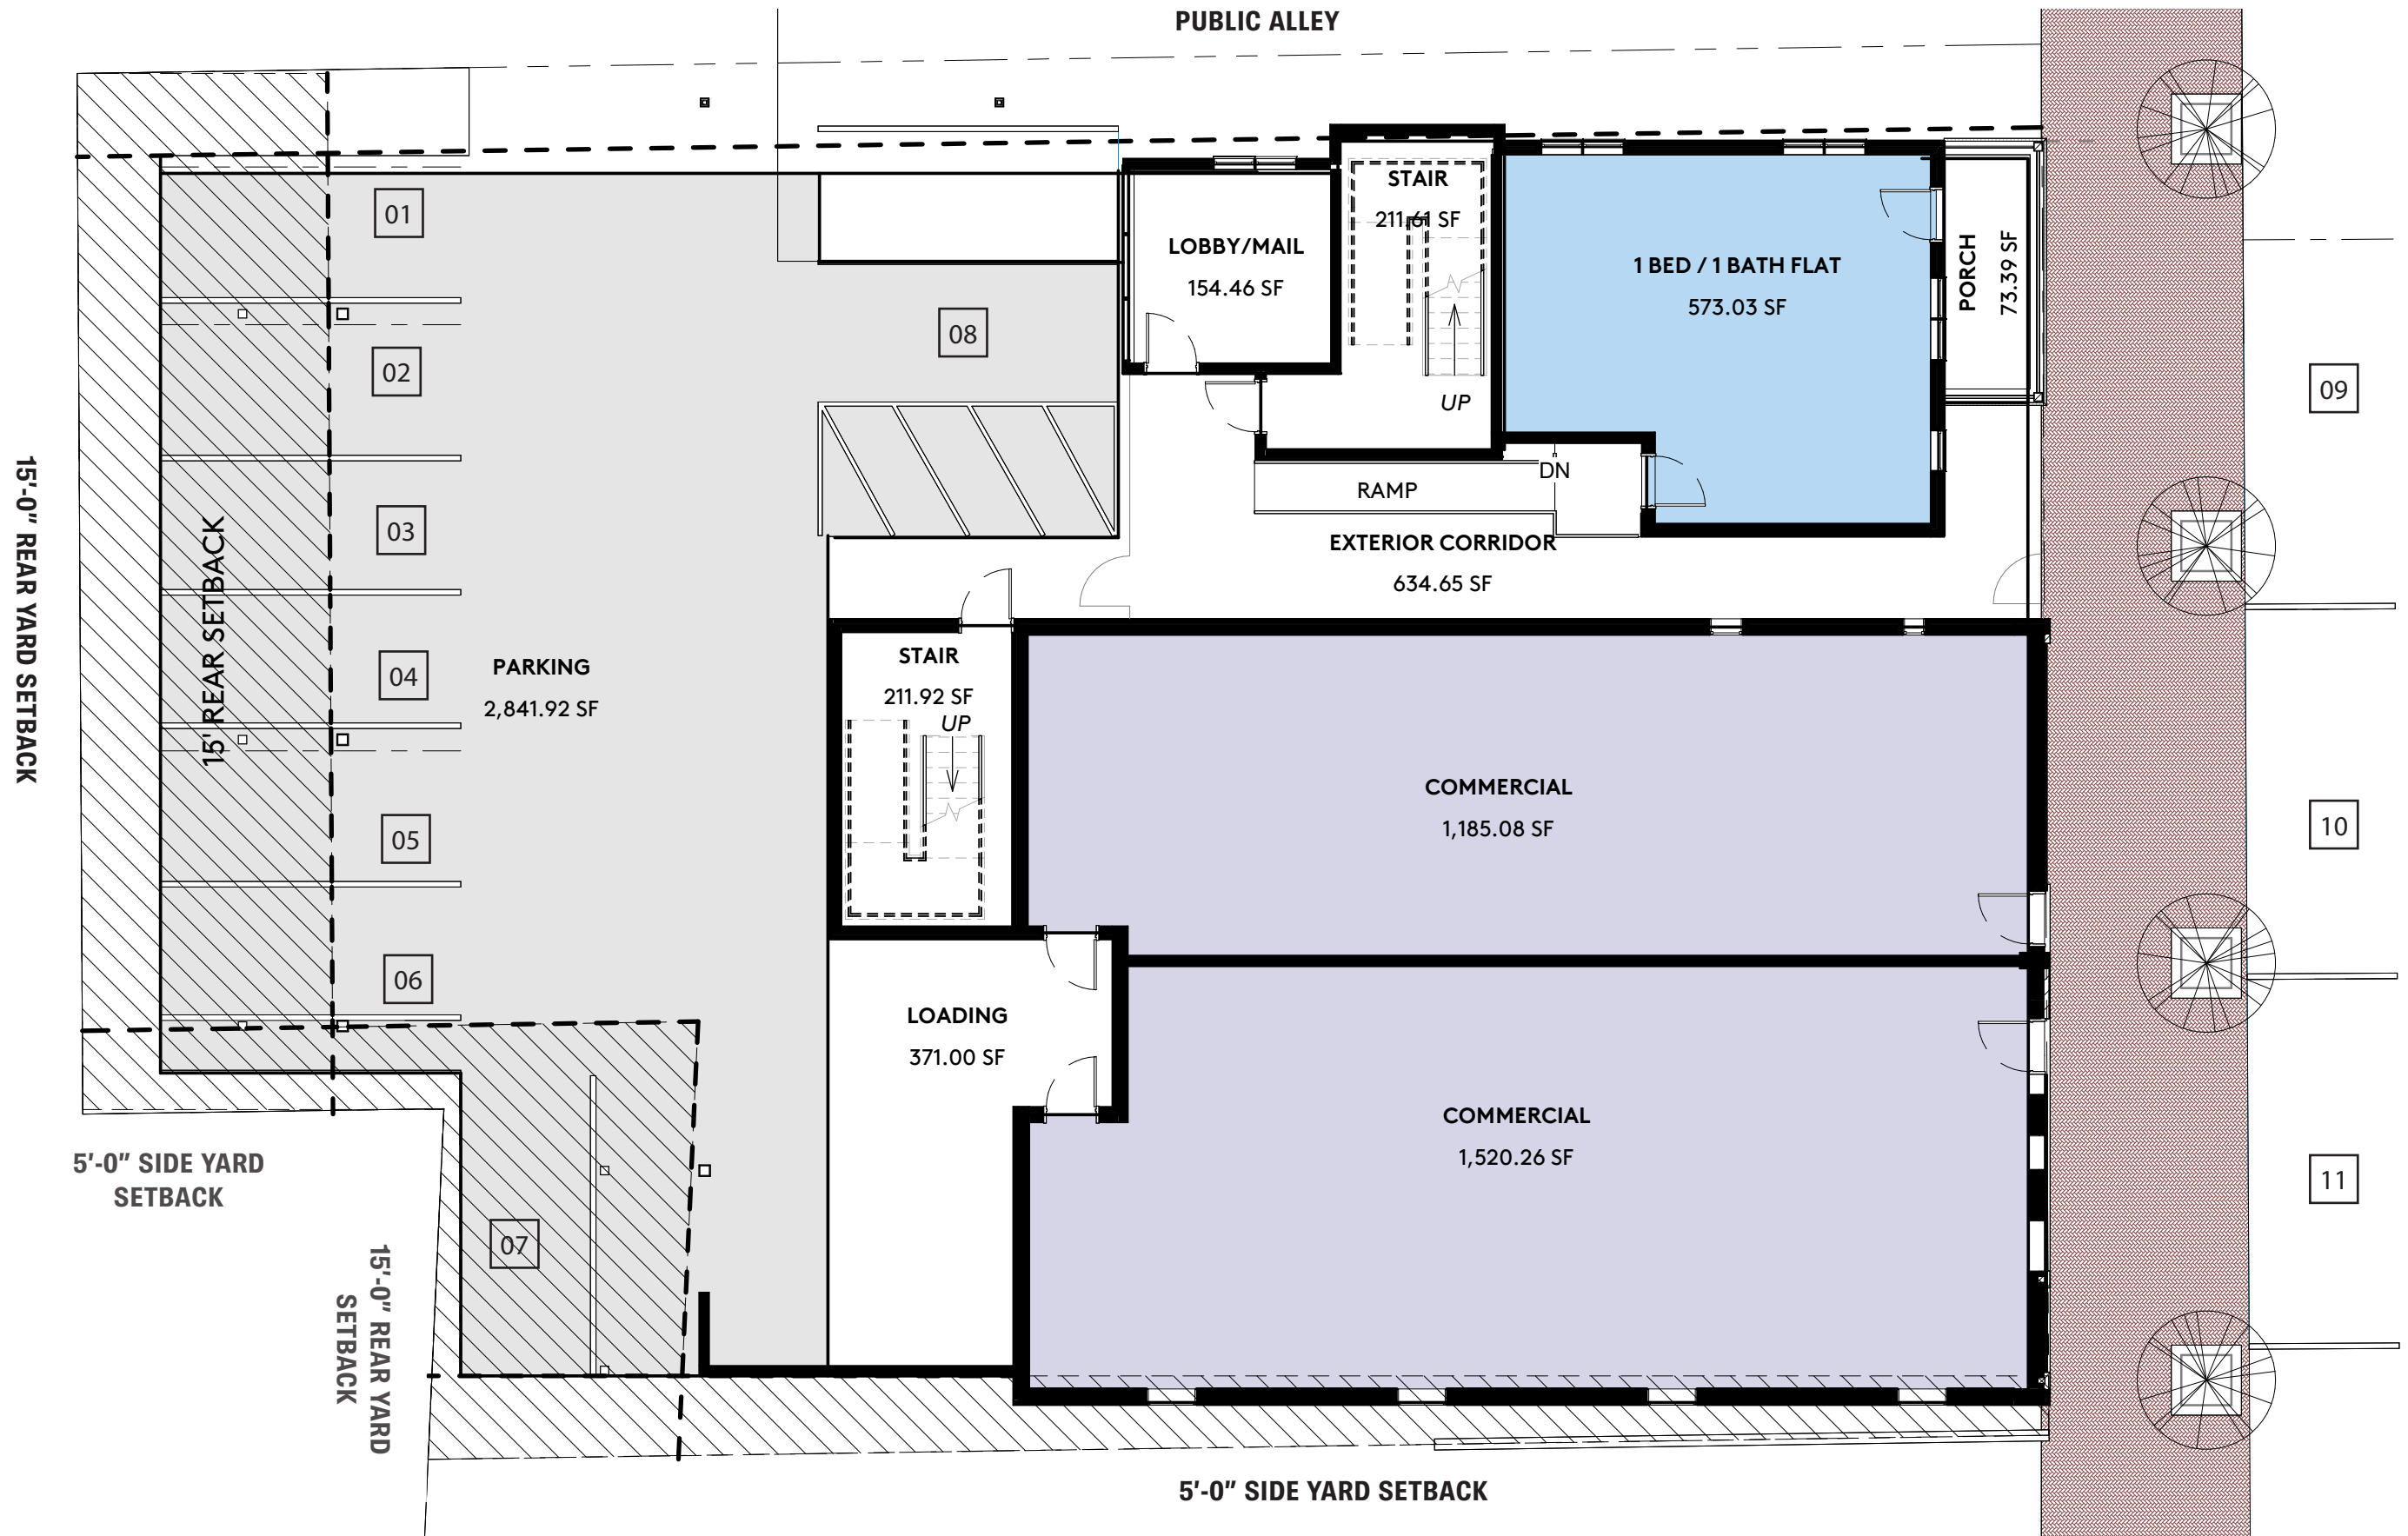 PUBLIC ALLEY
01
STAIR
211.61 SF
LOBBY/MAIL
154.46 SF
1 BED / 1 BATH FLAT
573.03 SF
PORCH
73.39 SF
08
02
09
UP
DN
RAMP
03
EXTERIOR CORRIDOR
634.65 SF
15'-0" REAR YARD SETBACK
15' REAR SETBACK
04
PARKING
2,841.92 SF
STAIR
211.92 SF
UP
COMMERCIAL
1,185.08 SF
05
10
06
LOADING
371.00 SF
COMMERCIAL
1,520.26 SF
11
5'-0" SIDE YARD
SETBACK
07
15'-0" REAR YARD
SETBACK
5'-0" SIDE YARD SETBACK